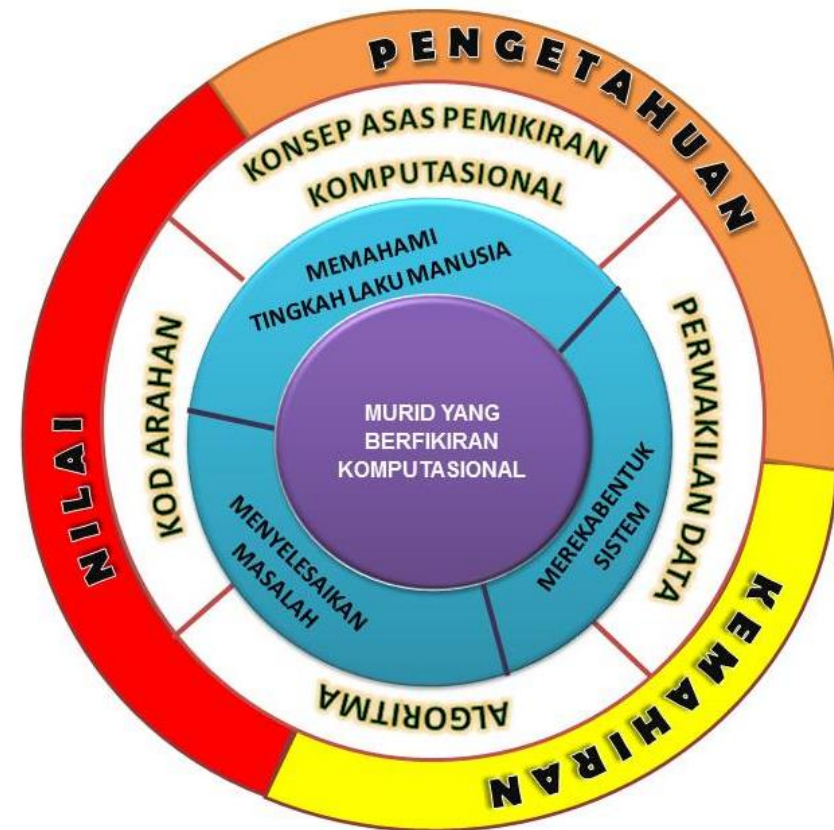 PENGETAHUAN
KONSEP ASAS PEMIKIRAN
KOMPUTASIONAL
MEMAHAMI
TINGKAH LAKU MANUSIA
PERWAKILAN DATA
MURID YANG
BERFIKIRAN
KOMPUTASIONAL
KOD ARAHAN
NILAI
MEREKABENTUK
SISTEM
MENYELESAIKAN
MASALAH
ALGORITMA
KEMAHIRAN